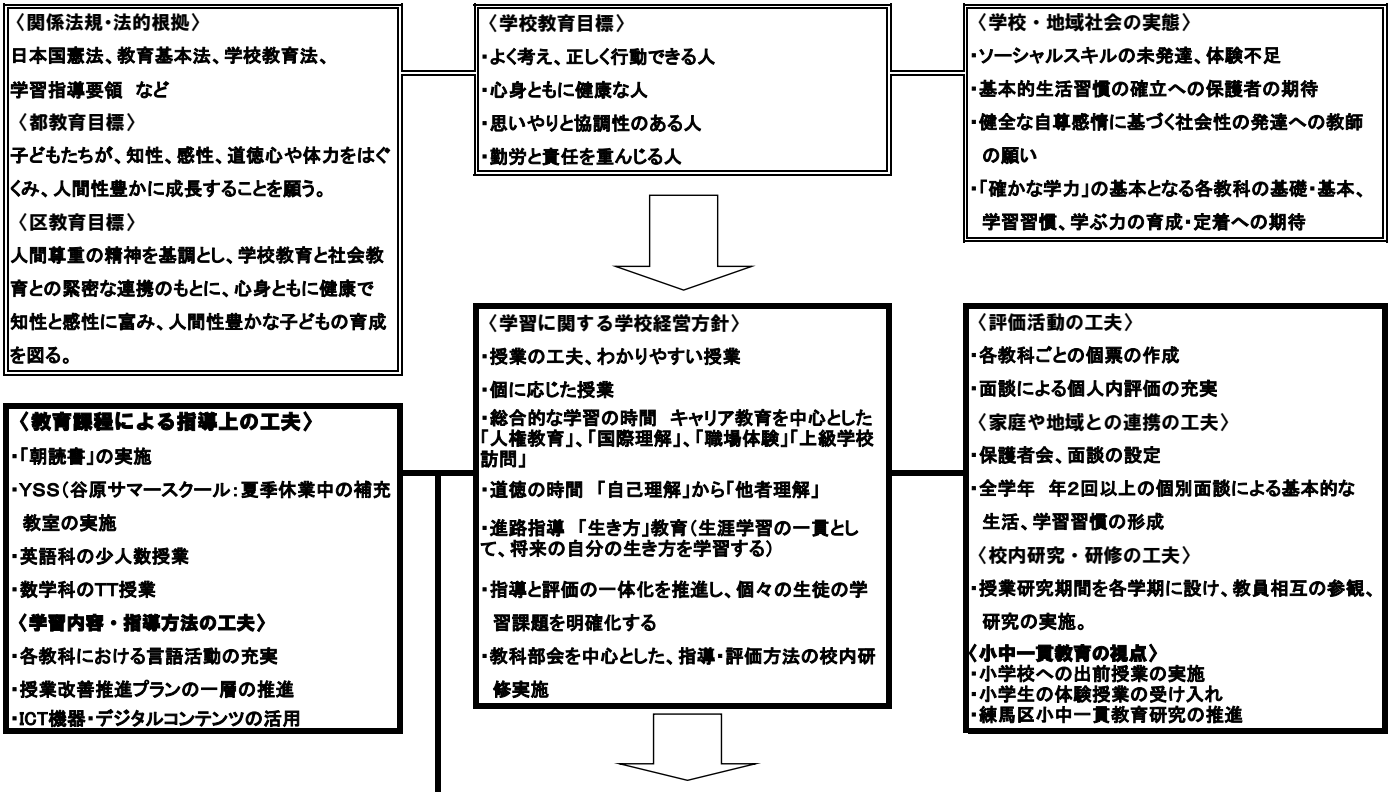 〈関係法規・法的根拠〉
日本国憲法、教育基本法、学校教育法、
学習指導要領 など
〈都教育目標〉
子どもたちが、知性、感性、道徳心や体力をはぐ
くみ、人間性豊かに成長することを願う。
〈区教育目標〉
人間尊重の精神を基調とし、学校教育と社会教
育との緊密な連携のもとに、心身ともに健康で
知性と感性に富み、人間性豊かな子どもの育成
を図る。
〈学校教育目標〉
・よく考え、正しく行動できる人
・心身ともに健康な人
・思いやりと協調性のある人
・勤労と責任を重んじる人
〈学校・地域社会の実態〉
・ソーシャルスキルの未発達、体験不足
・基本的生活習慣の確立への保護者の期待
・健全な自尊感情に基づく社会性の発達への教師
の願い
・「確かな学力」の基本となる各教科の基礎・基本、
学習習慣、学ぶ力の育成・定着への期待
〈教育課程による指導上の工夫〉
・「朝読書」の実施
・YSS(谷原サマースクール:夏季休業中の補充
教室の実施
・英語科の少人数授業
・数学科のTT授業
〈学習内容・指導方法の工夫〉
・各教科における言語活動の充実
・授業改善推進プランの一層の推進
・ICT機器・デジタルコンテンツの活用
〈学習に関する学校経営方針〉
・授業の工夫、わかりやすい授業
・個に応じた授業
・総合的な学習の時間 キャリア教育を中心とした
「人権教育」、「国際理解」、「職場体験」「上級学校
訪問」
・道徳の時間 「自己理解」から「他者理解」
・進路指導 「生き方」教育(生涯学習の一貫とし
て、将来の自分の生き方を学習する)
・指導と評価の一体化を推進し、個々の生徒の学
習課題を明確化する
・教科部会を中心とした、指導・評価方法の校内研
修実施
〈評価活動の工夫〉
・各教科ごとの個票の作成
・面談による個人内評価の充実
〈家庭や地域との連携の工夫〉
・保護者会、面談の設定
・全学年 年2回以上の個別面談による基本的な
生活、学習習慣の形成
〈校内研究・研修の工夫〉
・授業研究期間を各学期に設け、教員相互の参観、
研究の実施。
〈小中一貫教育の視点〉
・小学校への出前授業の実施
・小学生の体験授業の受け入れ
・練馬区小中一貫教育研究の推進